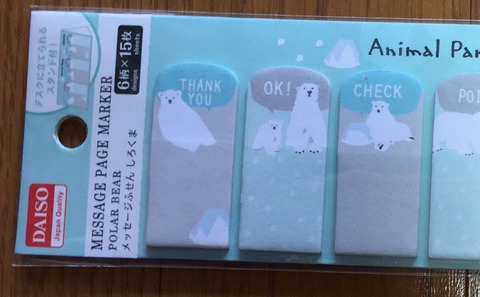 デスクに立てられる
スタンド付!
6柄×15枚
designs sheets
MESSAGE PAGE MARKER
POLAR BEAR
メッセージふせん しろくま
DAISO
Japan Quality
Animal Par
THANK
YOU
OK!
CHECK
POI